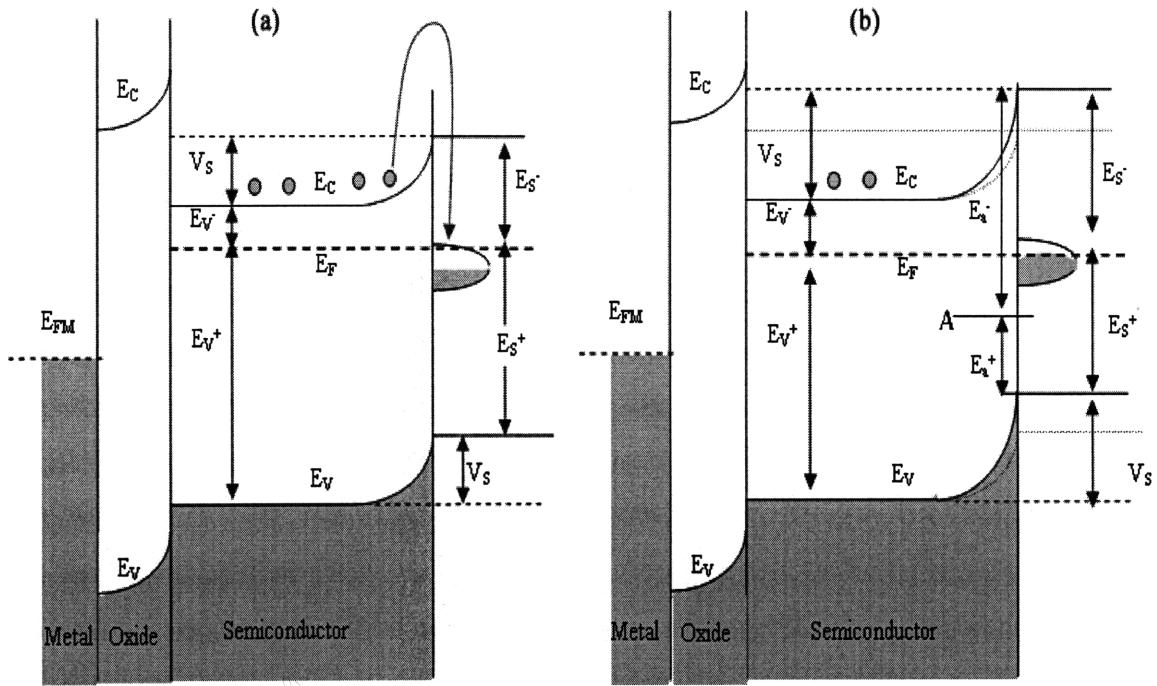 (a)
E_C
V_S
E_C
E_S^-
E_V^-
E_F
E_FM
E_V^+
E_S^+
E_V
V_S
E_V
Metal
Oxide
Semiconductor
(b)
E_C
V_S
E_C
E_S^-
E_V^-
E_a^-
E_F
E_FM
A
E_V^+
E_S^+
E_a^+
E_V
V_S
E_V
Metal
Oxide
Semiconductor